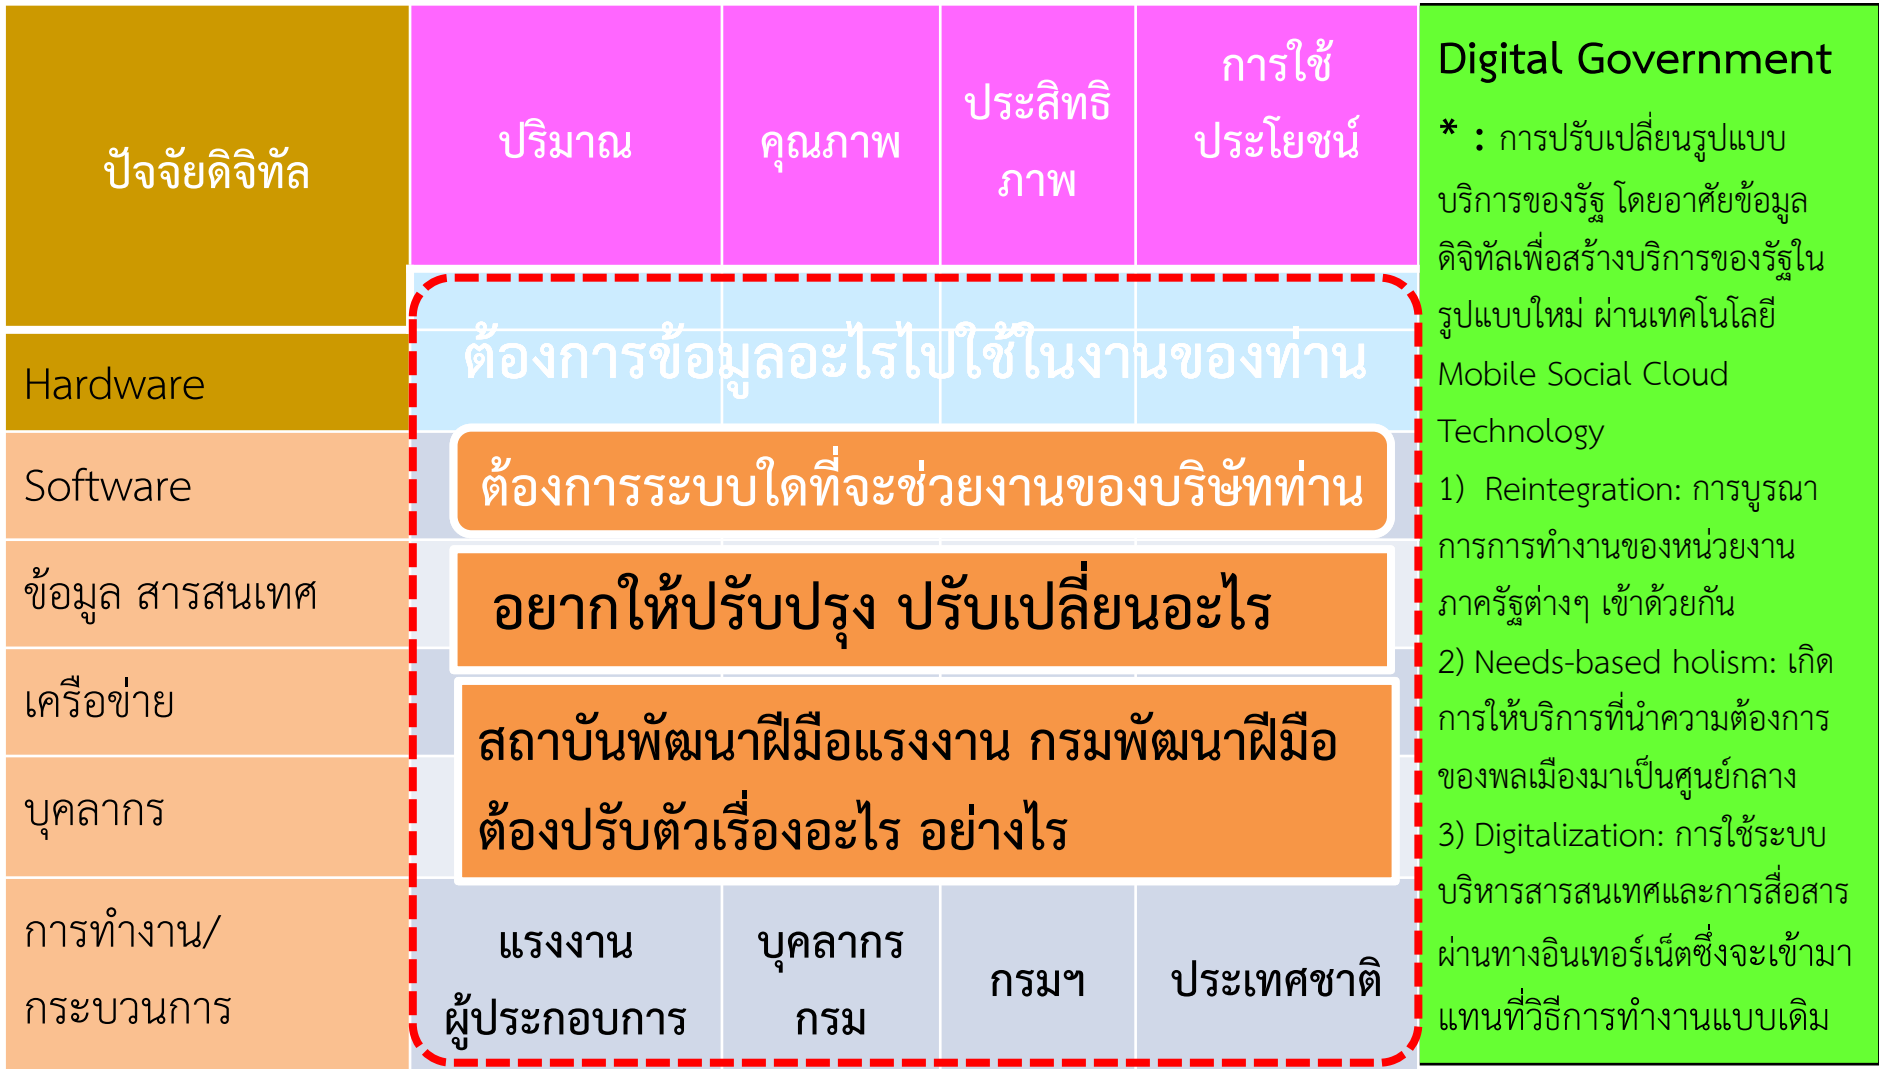 ปัจจัยดิจิทัล
ปริมาณ
คุณภาพ
ประสิทธิ
ภาพ
การใช้
ประโยชน์
ต้องการข้อมูลอะไรไปใช้ในงานของท่าน
Hardware
Software
ต้องการระบบใดที่จะช่วยงานของบริษัทท่าน
ข้อมูล สารสนเทศ
อยากให้ปรับปรุง ปรับเปลี่ยนอะไร
เครือข่าย
สถาบันพัฒนาฝีมือแรงงาน กรมพัฒนาฝีมือ
ต้องปรับตัวเรื่องอะไร อย่างไร
บุคลากร
การทำงาน/
กระบวนการ
แรงงาน
ผู้ประกอบการ
บุคลากร
กรม
กรมฯ
ประเทศชาติ
Digital Government
* : การปรับเปลี่ยนรูปแบบ
บริการของรัฐ โดยอาศัยข้อมูล
ดิจิทัลเพื่อสร้างบริการของรัฐใน
รูปแบบใหม่ ผ่านเทคโนโลยี
Mobile Social Cloud
Technology
1) Reintegration: การบูรณา
การการทำงานของหน่วยงาน
ภาครัฐต่างๆ เข้าด้วยกัน
2) Needs-based holism: เกิด
การให้บริการที่นำความต้องการ
ของพลเมืองมาเป็นศูนย์กลาง
3) Digitalization: การใช้ระบบ
บริหารสารสนเทศและการสื่อสาร
ผ่านทางอินเทอร์เน็ตซึ่งจะเข้ามา
แทนที่วิธีการทำงานแบบเดิม